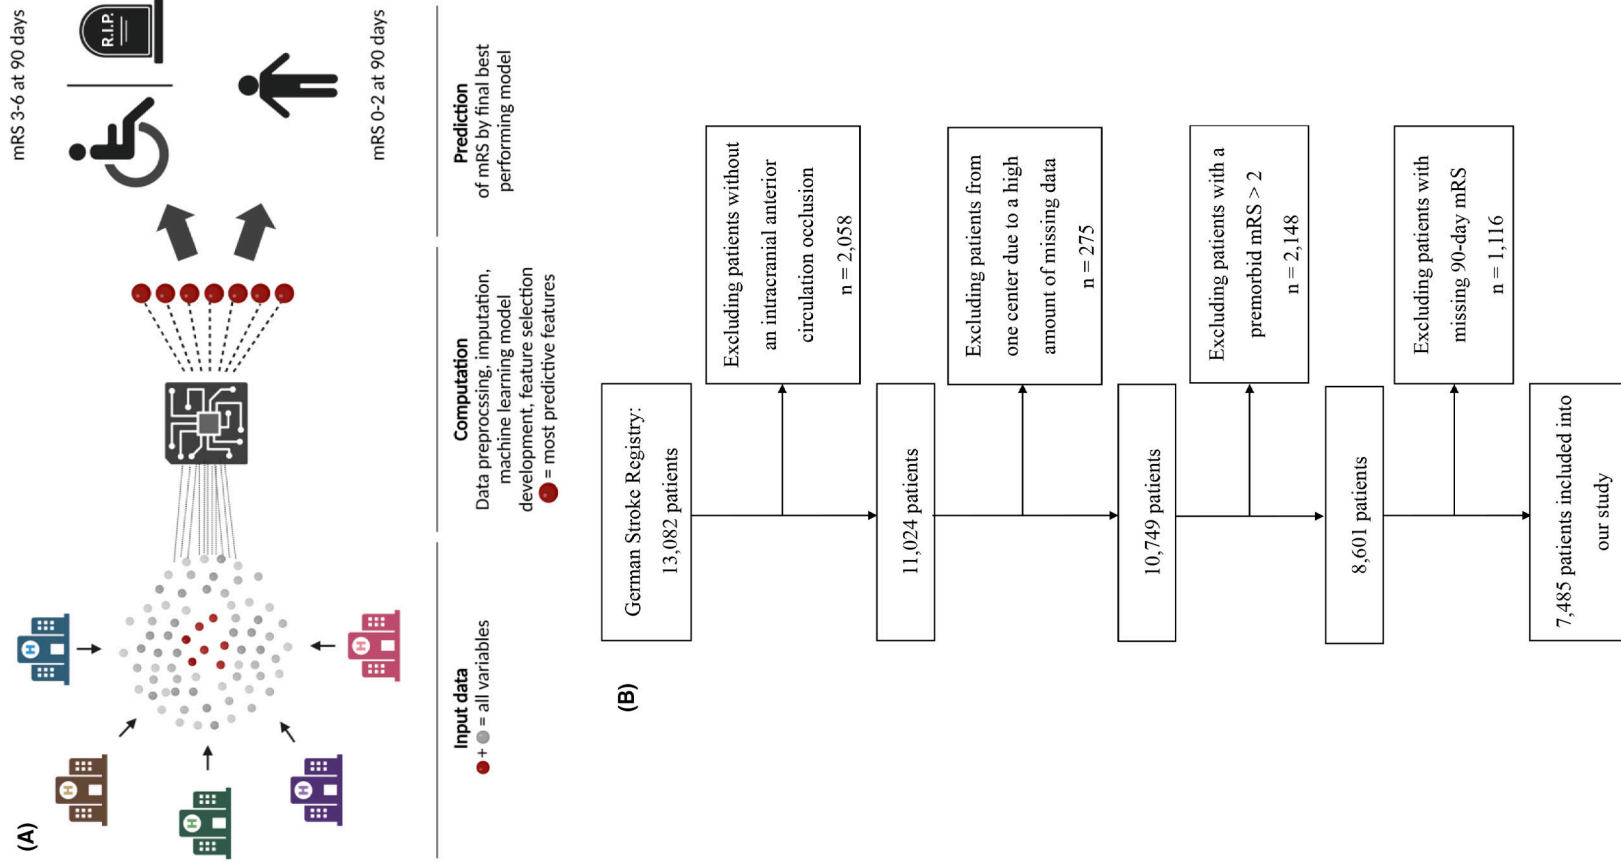 (A)
H
H
H
H
H
R.I.P.
mRS 3-6 at 90 days
mRS 0-2 at 90 days
Input data
+ = all variables
Computation
Data preprocssing, imputation,
machine learning model
development, feature selection
= most predictive features
Prediction
of mRS by final best
performing model
(B)
German Stroke Registry:
13,082 patients
Excluding patients without
an intracranial anterior
circulation occlusion
n = 2,058
11,024 patients
Excluding patients from
one center due to a high
amount of missing data
n = 275
10,749 patients
Excluding patients with a
premorbid mRS > 2
n = 2,148
8,601 patients
Excluding patients with
missing 90-day mRS
n = 1,116
7,485 patients included into
our study